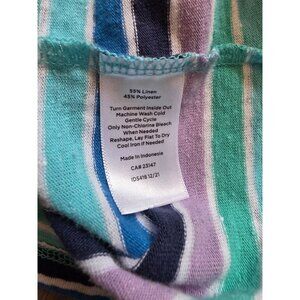 55% Linen
45% Polyester
Turn Garment Inside Out
Machine Wash Cold
Gentle Cycle
Only Non-Chlorine Bleach
When Needed
Reshape, Lay Flat To Dry
Cool Iron if Needed
Made in Indonesia
CA# 23147
ID5418 12/21